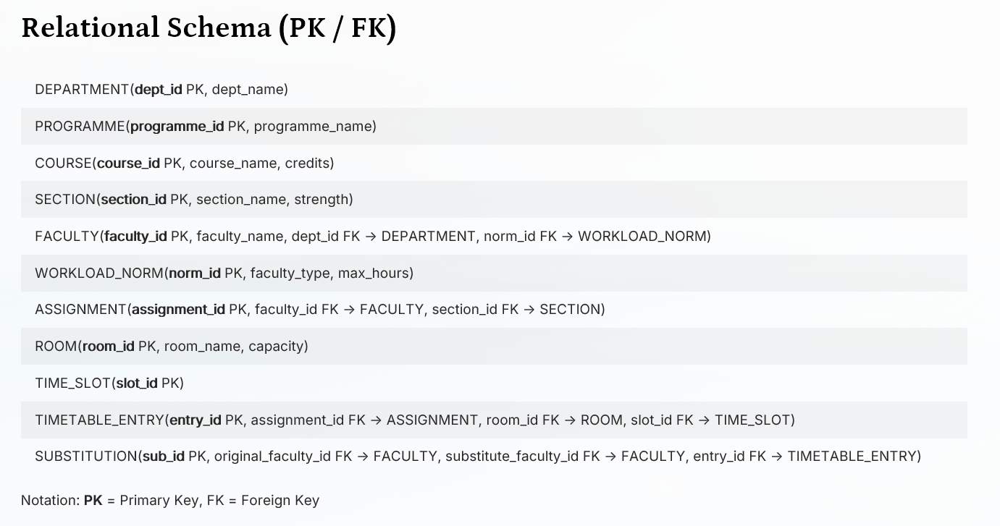 Relational Schema (PK / FK)
DEPARTMENT(dept_id PK, dept_name)
PROGRAMME(programme_id PK, programme_name)
COURSE(course_id PK, course_name, credits)
SECTION(section_id PK, section_name, strength)
FACULTY(faculty_id PK, faculty_name, dept_id FK → DEPARTMENT, norm_id FK → WORKLOAD_NORM)
WORKLOAD_NORM(norm_id PK, faculty_type, max_hours)
ASSIGNMENT(assignment_id PK, faculty_id FK → FACULTY, section_id FK → SECTION)
ROOM(room_id PK, room_name, capacity)
TIME_SLOT(slot_id PK)
TIMETABLE_ENTRY(entry_id PK, assignment_id FK → ASSIGNMENT, room_id FK → ROOM, slot_id FK → TIME_SLOT)
SUBSTITUTION(sub_id PK, original_faculty_id FK → FACULTY, substitute_faculty_id FK → FACULTY, entry_id FK → TIMETABLE_ENTRY)
Notation: PK = Primary Key, FK = Foreign Key